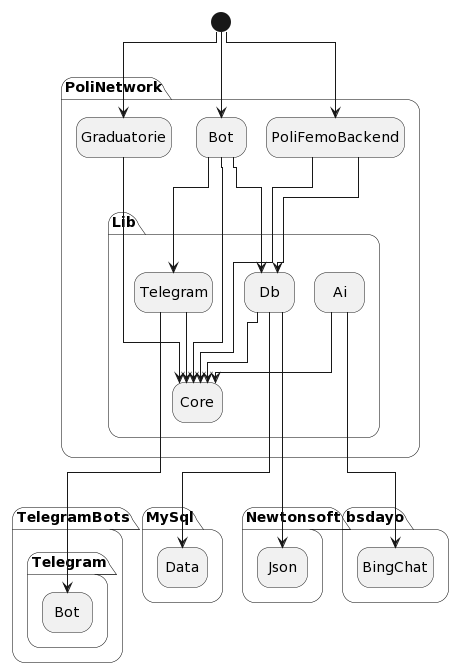 PoliNetwork
Graduatorie
Bot
PoliFemoBackend
Lib
Telegram
Db
Ai
Core
TelegramBots
MySql
Newtonsoft
bsdayo
Telegram
Data
Json
BingChat
Bot